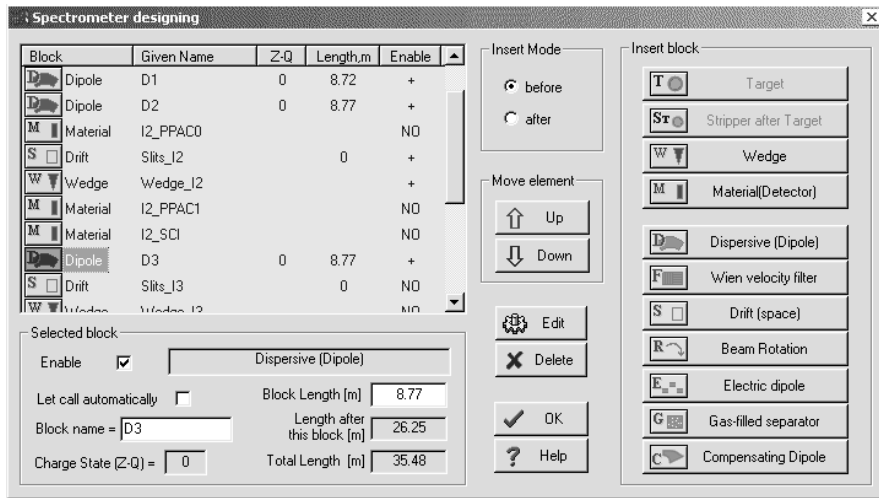 Spectrometer designing
Block Given Name Z-Q Length,m Enable
D Dipole D1 0 8.72 +
D Dipole D2 0 8.77 +
M Material I2_PPAC0 NO
S Drift Slits_I2 0 +
W Wedge Wedge_I2 +
M Material I2_PPAC1 NO
M Material I2_SCI NO
D Dipole D3 0 8.77 +
S Drift Slits_I3 0 NO
W Wedge Wedge_I3 NO
Selected block
Enable Dispersive (Dipole)
Let call automatically Block Length [m] 8.77
Block name = D3 Length after this block [m] 26.25
Charge State (Z-Q) = 0 Total Length [m] 35.48
Insert Mode
before
after
Move element
Up
Down
Edit
Delete
OK
? Help
Insert block
T Target
ST Stripper after Target
W Wedge
M Material(Detector)
D Dispersive (Dipole)
F Wien velocity filter
S Drift (space)
R Beam Rotation
E Electric dipole
G Gas-filled separator
C Compensating Dipole